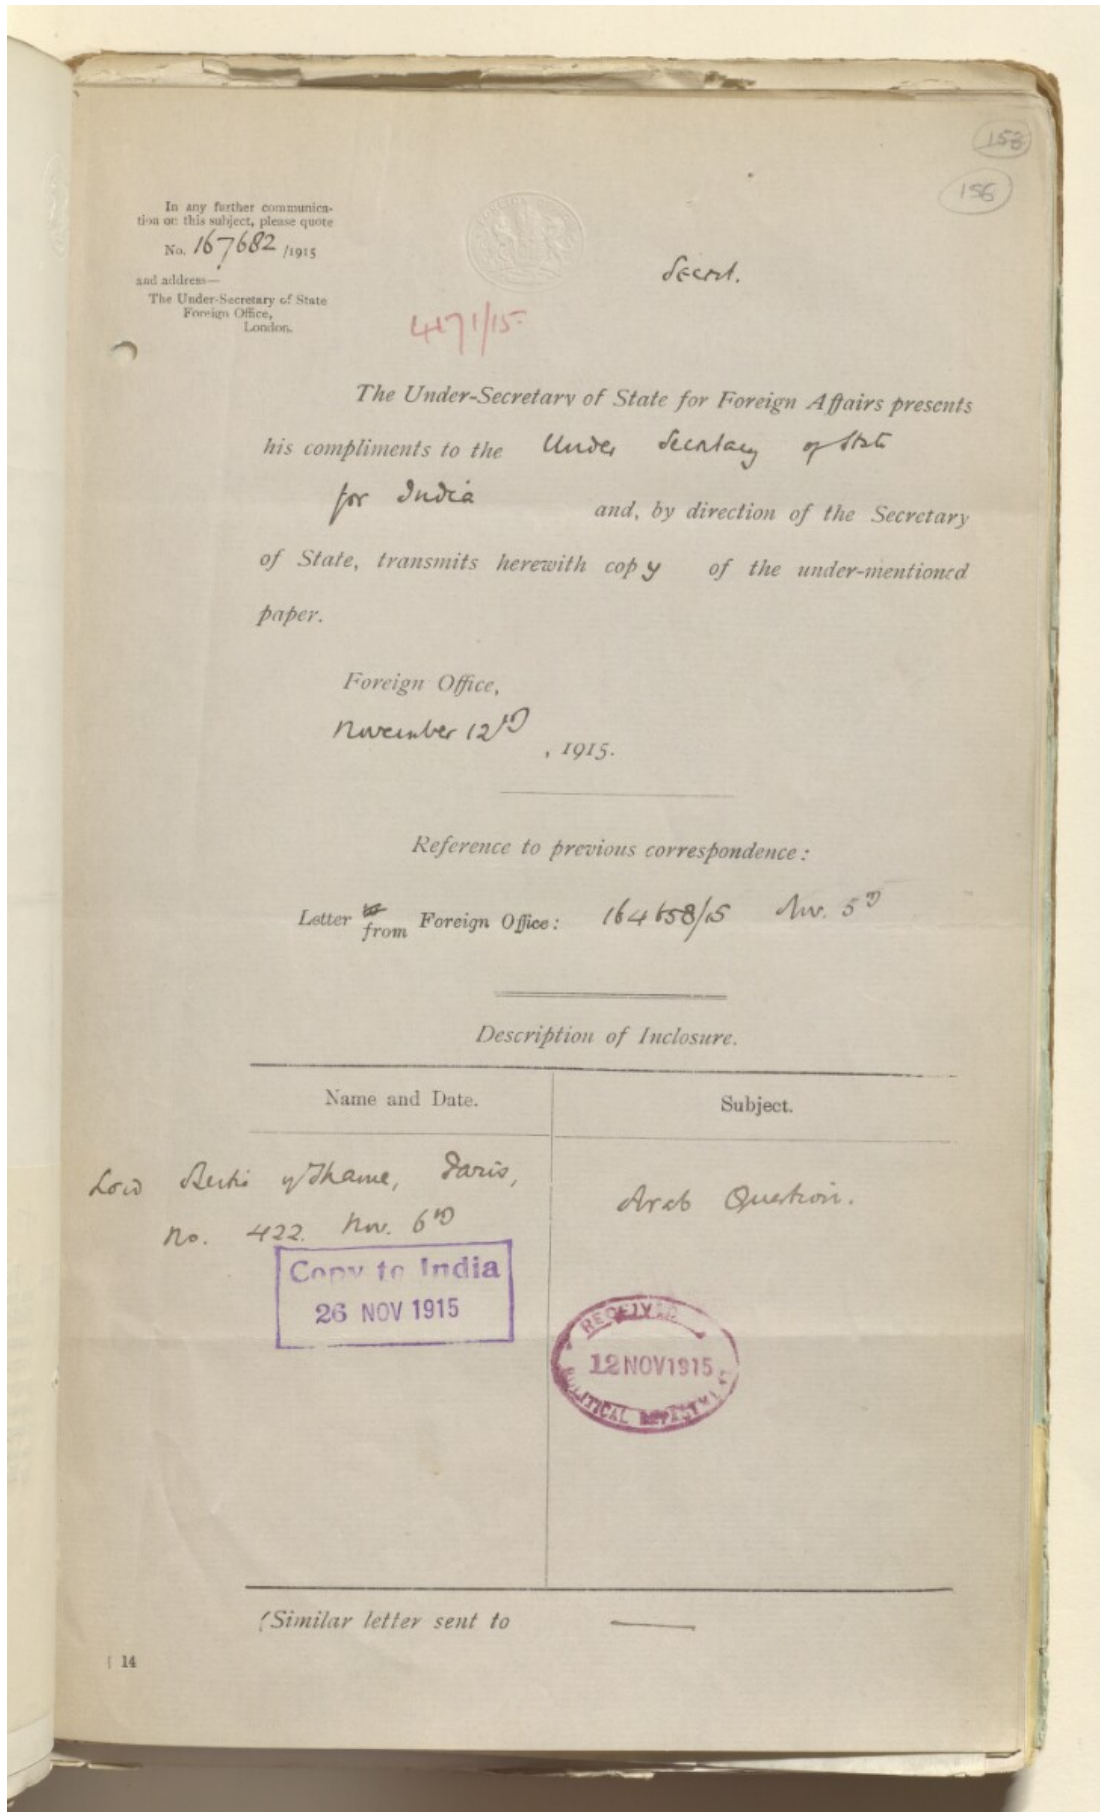 153
156
In any further communica-
tion on this subject, please quote
No. 167682 /1915
and address—
The Under-Secretary of State
Foreign Office,
London.
Secret.
4171/15
The Under-Secretary of State for Foreign Affairs presents
his compliments to the Under Secretary of State
for India and, by direction of the Secretary
of State, transmits herewith copy of the under-mentioned
paper.
Foreign Office,
November 12th
, 1915.
Reference to previous correspondence:
Letter to
from Foreign Office: 164658/15 Nov. 5th
Description of Inclosure.
Name and Date.
Subject.
Lord Bertie of Thame, Paris,
No. 422. Nov. 6th
Arab Question.
Copy to India
26 NOV 1915
RECEIVED
12 NOV 1915
POLITICAL DEPARTMENT
(Similar letter sent to —
14